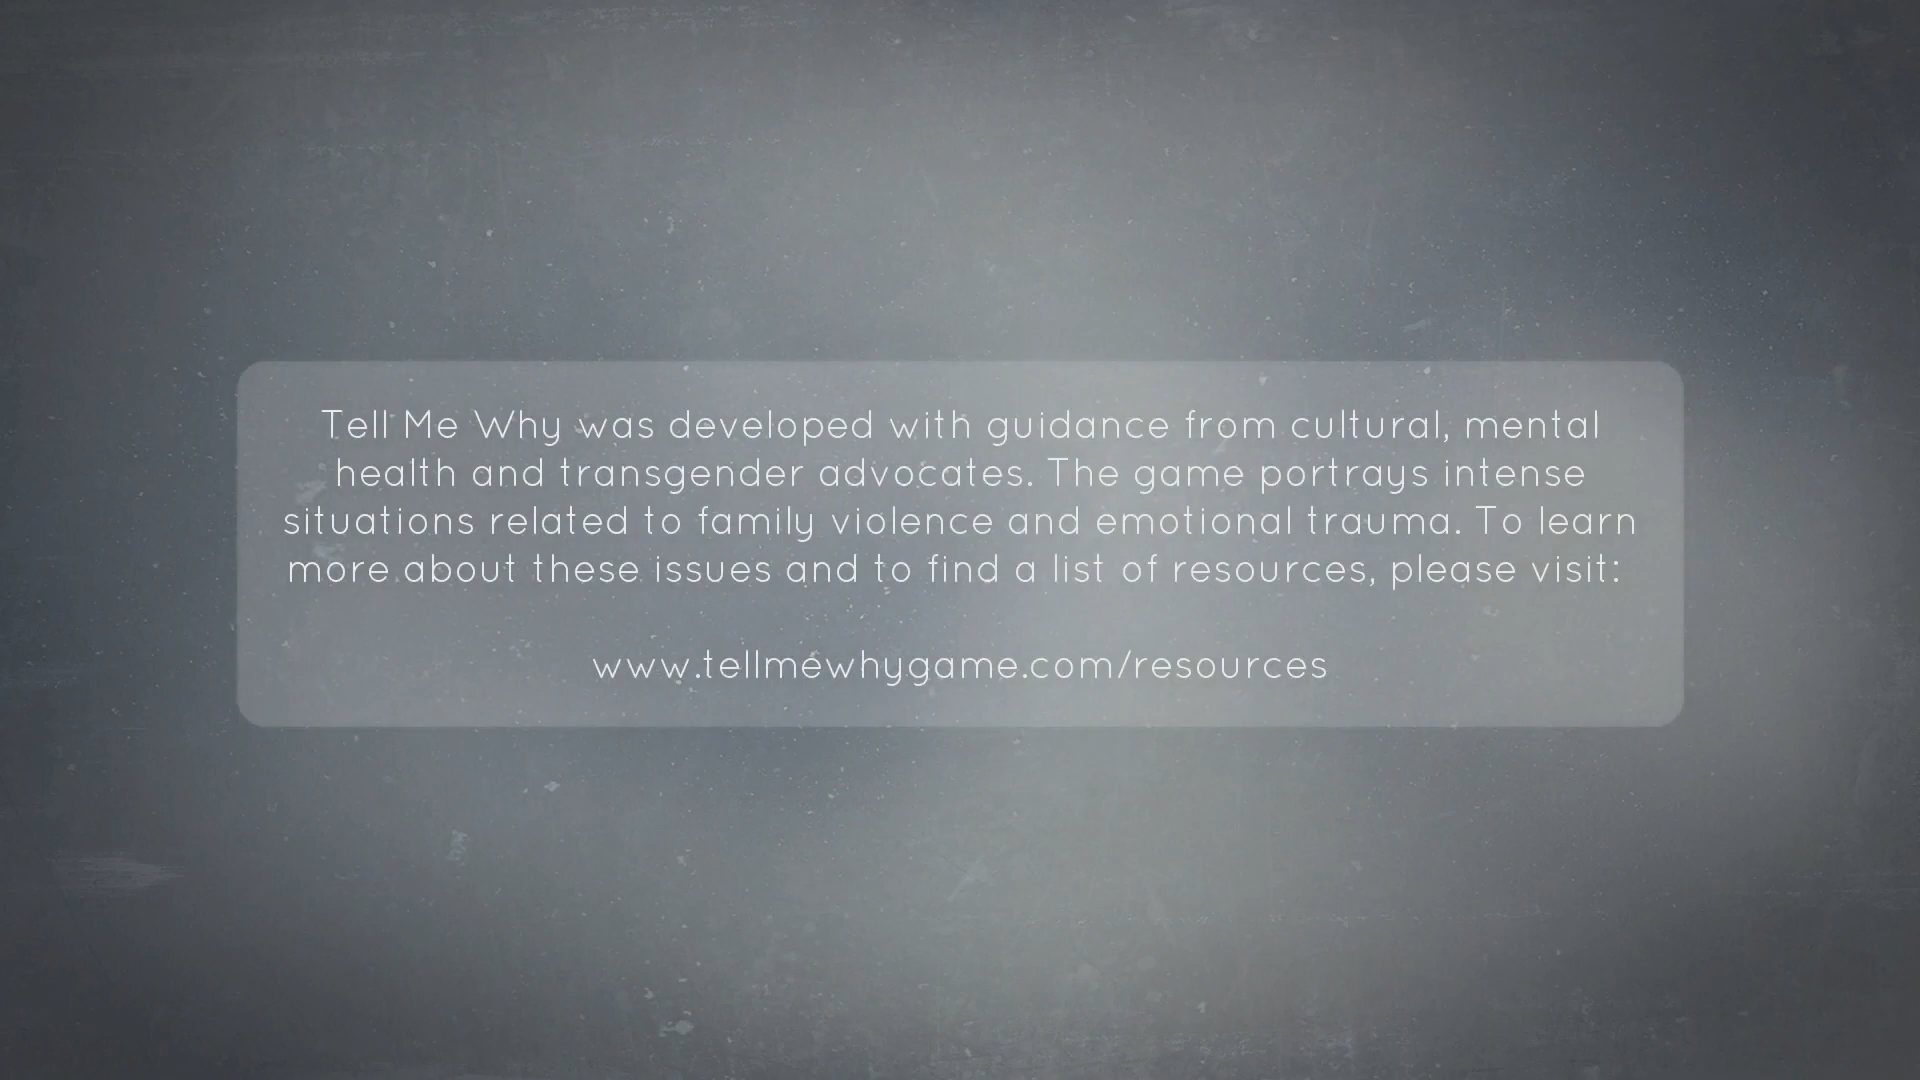 Tell Me Why was developed with guidance from cultural, mental
health and transgender advocates. The game portrays intense
situations related to family violence and emotional trauma. To learn
more about these issues and to find a list of resources, please visit:
www.tellmewhygame.com/resources